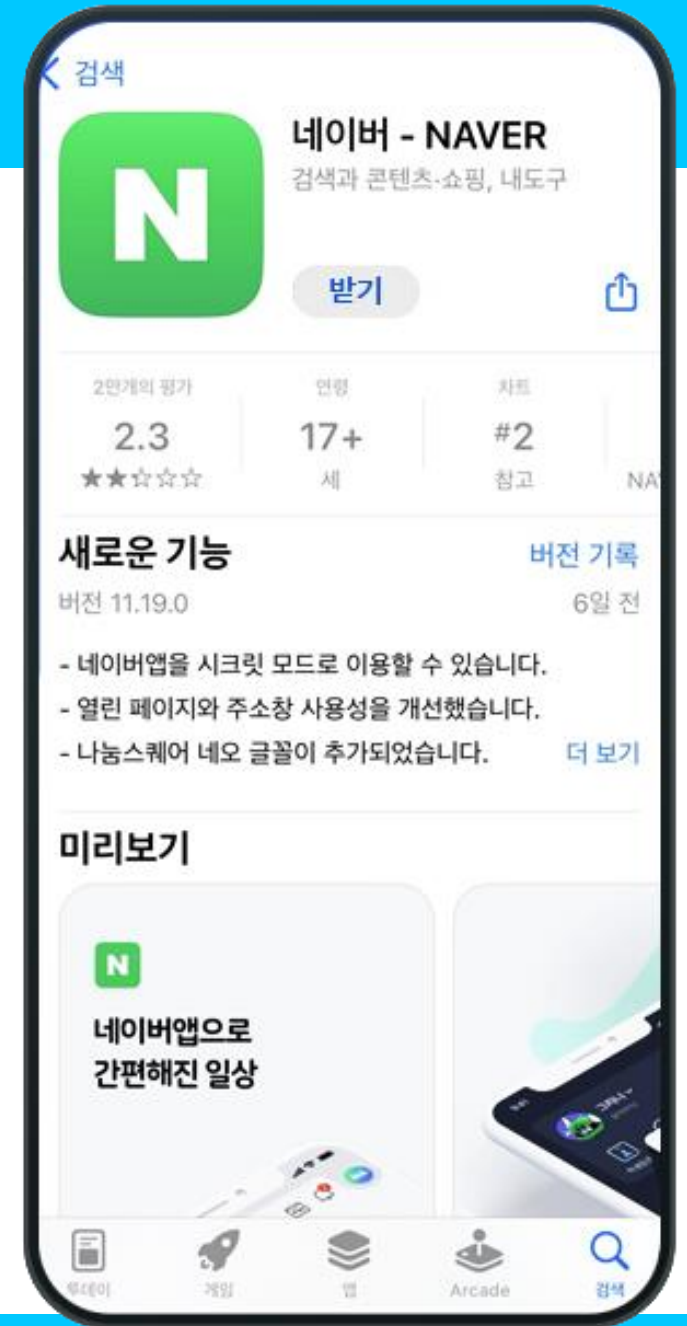 검색
N
네이버 - NAVER
검색과 콘텐츠·쇼핑, 내도구
받기
2만개의 평가
연령
차트
2.3
17+
#2
★★☆☆☆
세
참고
NA
새로운 기능
버전 기록
버전 11.19.0
6일 전
- 네이버앱을 시크릿 모드로 이용할 수 있습니다.
- 열린 페이지와 주소창 사용성을 개선했습니다.
- 나눔스퀘어 네오 글꼴이 추가되었습니다.
더 보기
미리보기
N
네이버앱으로
간편해진 일상
투데이
게임
앱
Arcade
검색